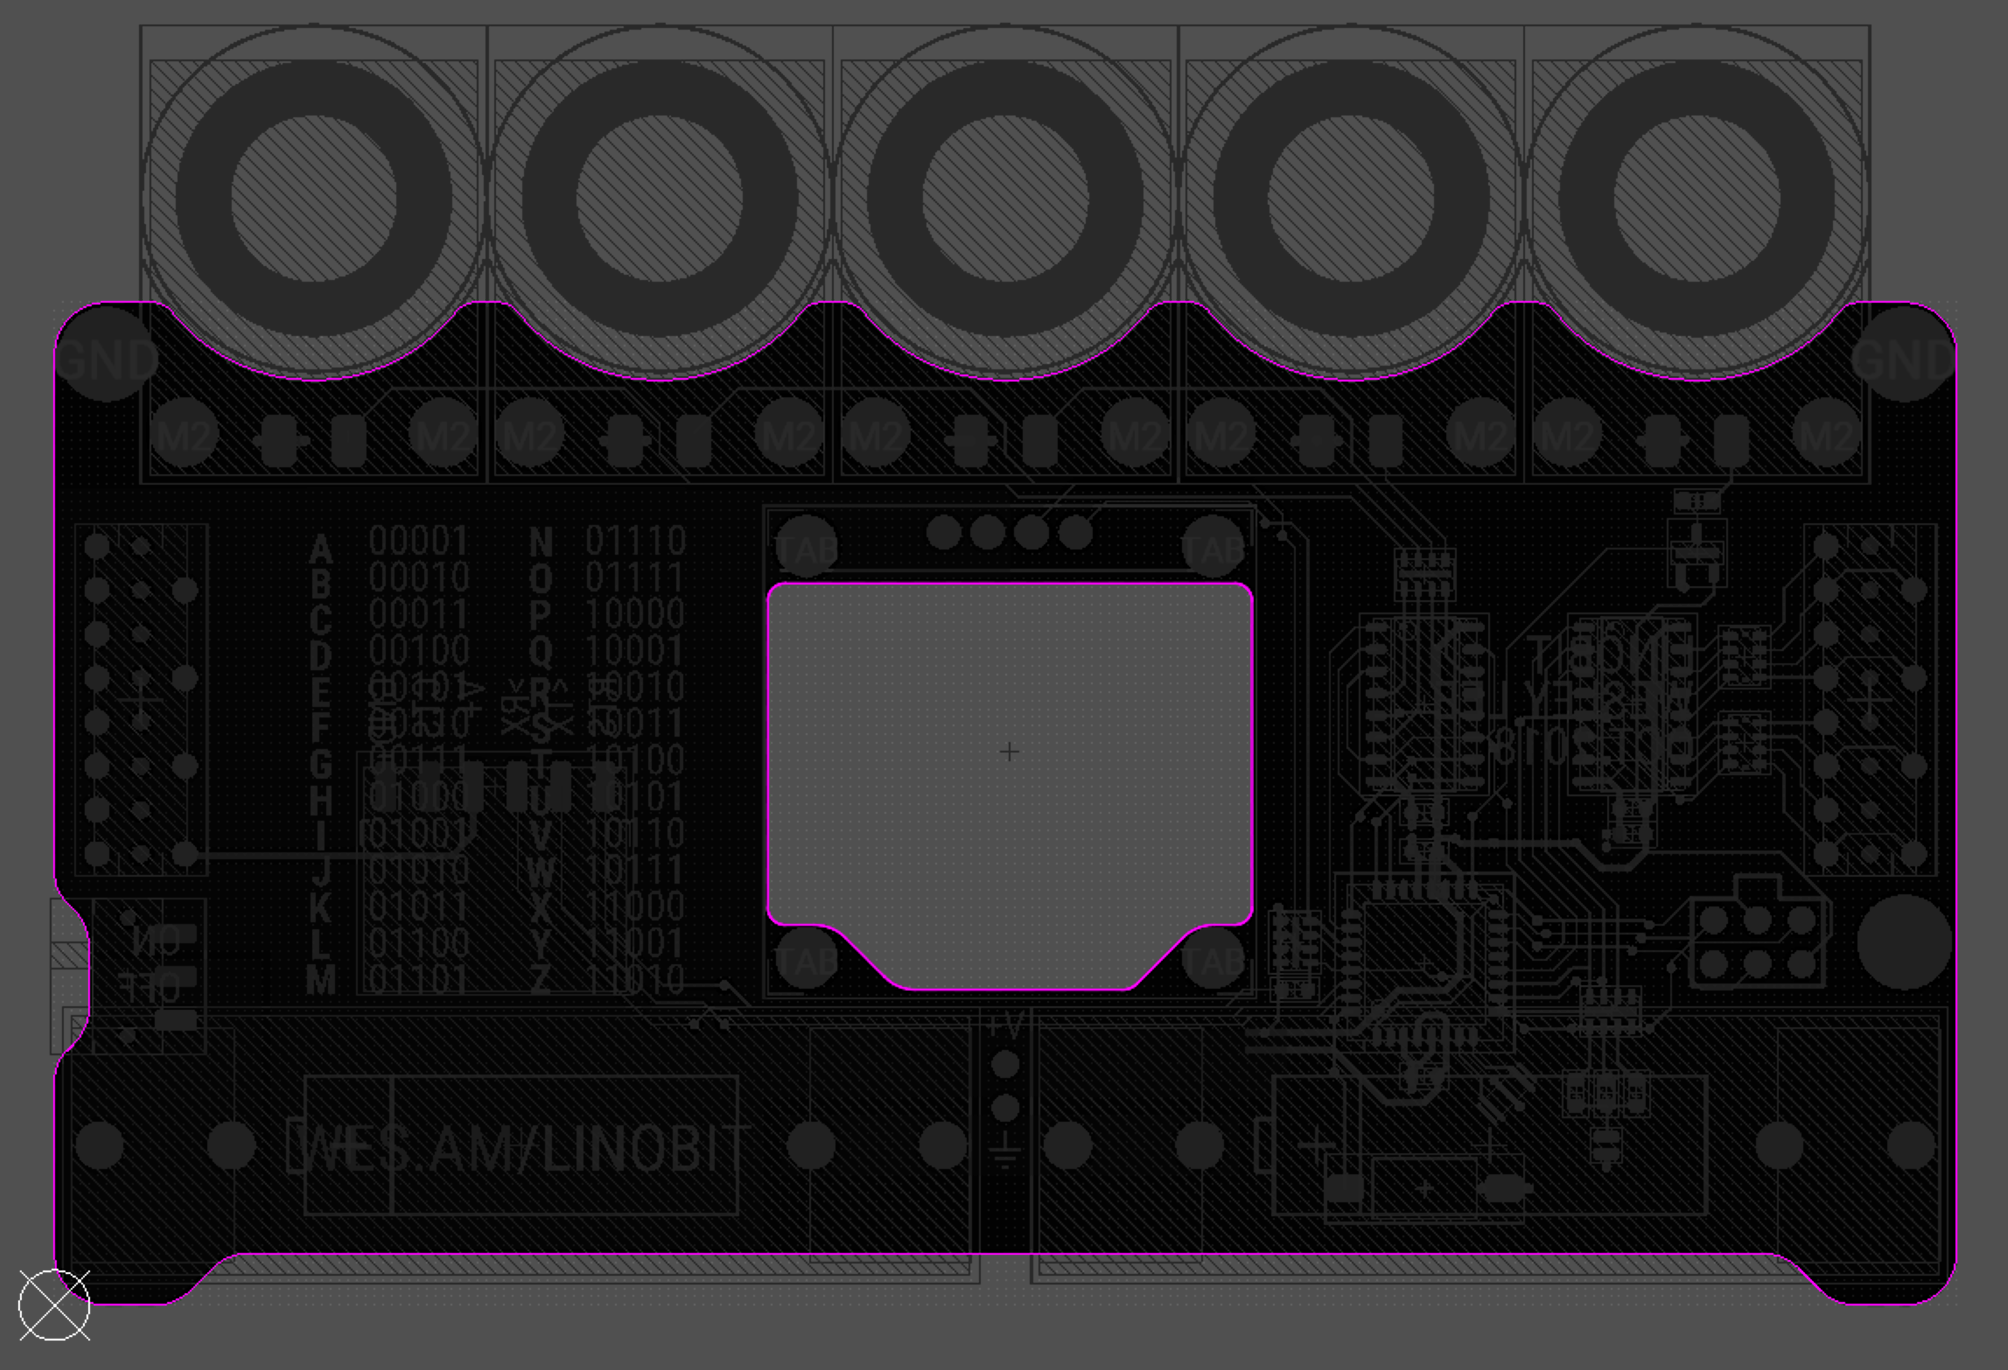 GND GND
M2 M2 M2 M2 M2 M2 M2 M2 M2 M2
TAB TAB
A 00001 N 01110
B 00010 O 01111
C 00011 P 10000
D 00100 Q 10001
E 00101 R 10010
F 00110 S 10011
G 00111 T 10100
H 01000 U 10101
I 01001 V 10110
J 01010 W 10111
K 01011 X 11000
L 01100 Y 11001
M 01101 Z 11010
TAB TAB
ON
OFF
+V
WES.AM/LINOBIT